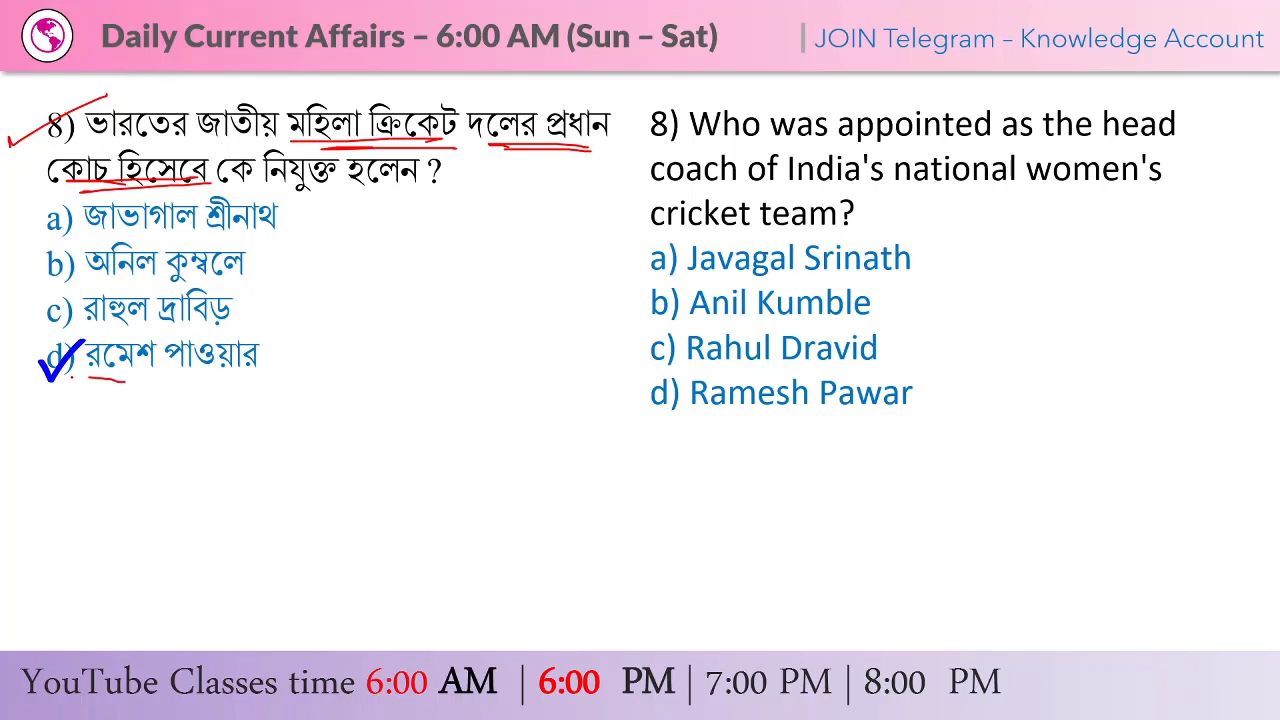 Daily Current Affairs – 6:00 AM (Sun – Sat)
JOIN Telegram – Knowledge Account
8) ভারতের জাতীয় মহিলা ক্রিকেট দলের প্রধান
কোচ হিসেবে কে নিযুক্ত হলেন ?
a) জাভাগাল শ্রীনাথ
b) অনিল কুম্বলে
c) রাহুল দ্রাবিড়
d) রমেশ পাওয়ার
8) Who was appointed as the head
coach of India's national women's
cricket team?
a) Javagal Srinath
b) Anil Kumble
c) Rahul Dravid
d) Ramesh Pawar
YouTube Classes time 6:00 AM | 6:00 PM | 7:00 PM | 8:00 PM